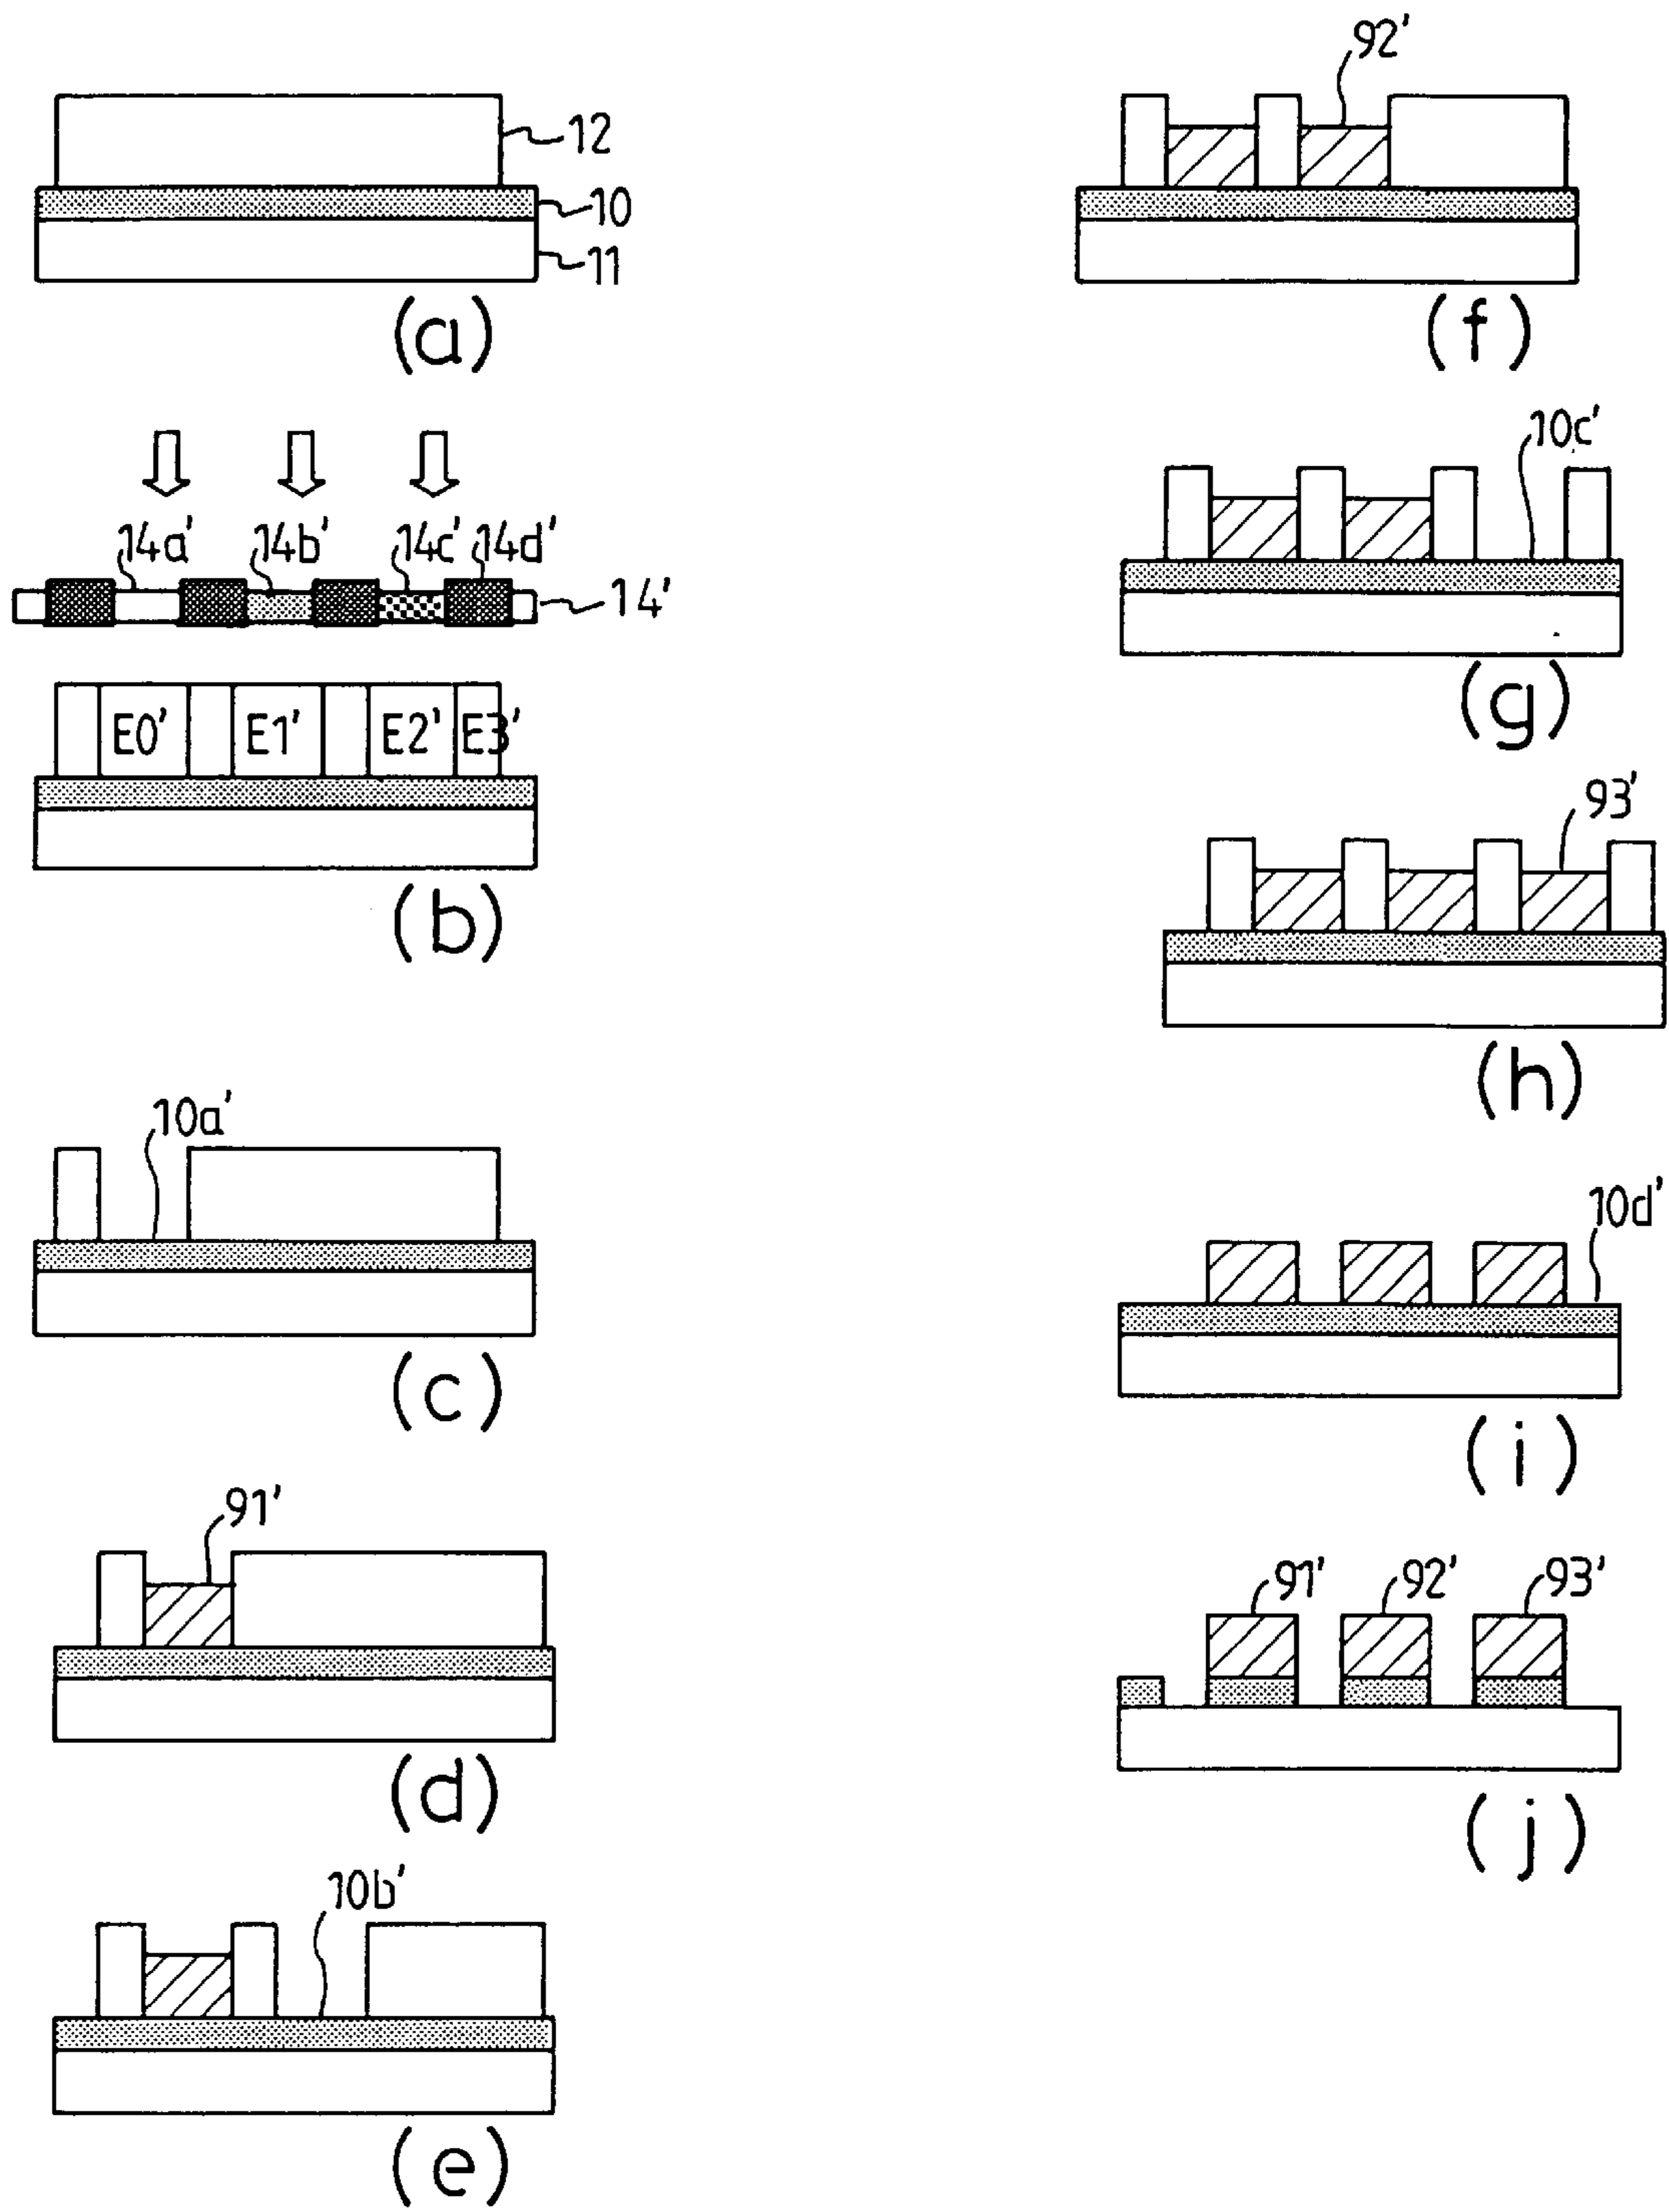 12
10
11
(a)
14a' 14b' 14c' 14d'
14'
E0' E1' E2' E3'
(b)
10a'
(c)
91'
(d)
10b'
(e)
92'
(f)
10c'
(g)
93'
(h)
10d'
(i)
91' 92' 93'
(j)